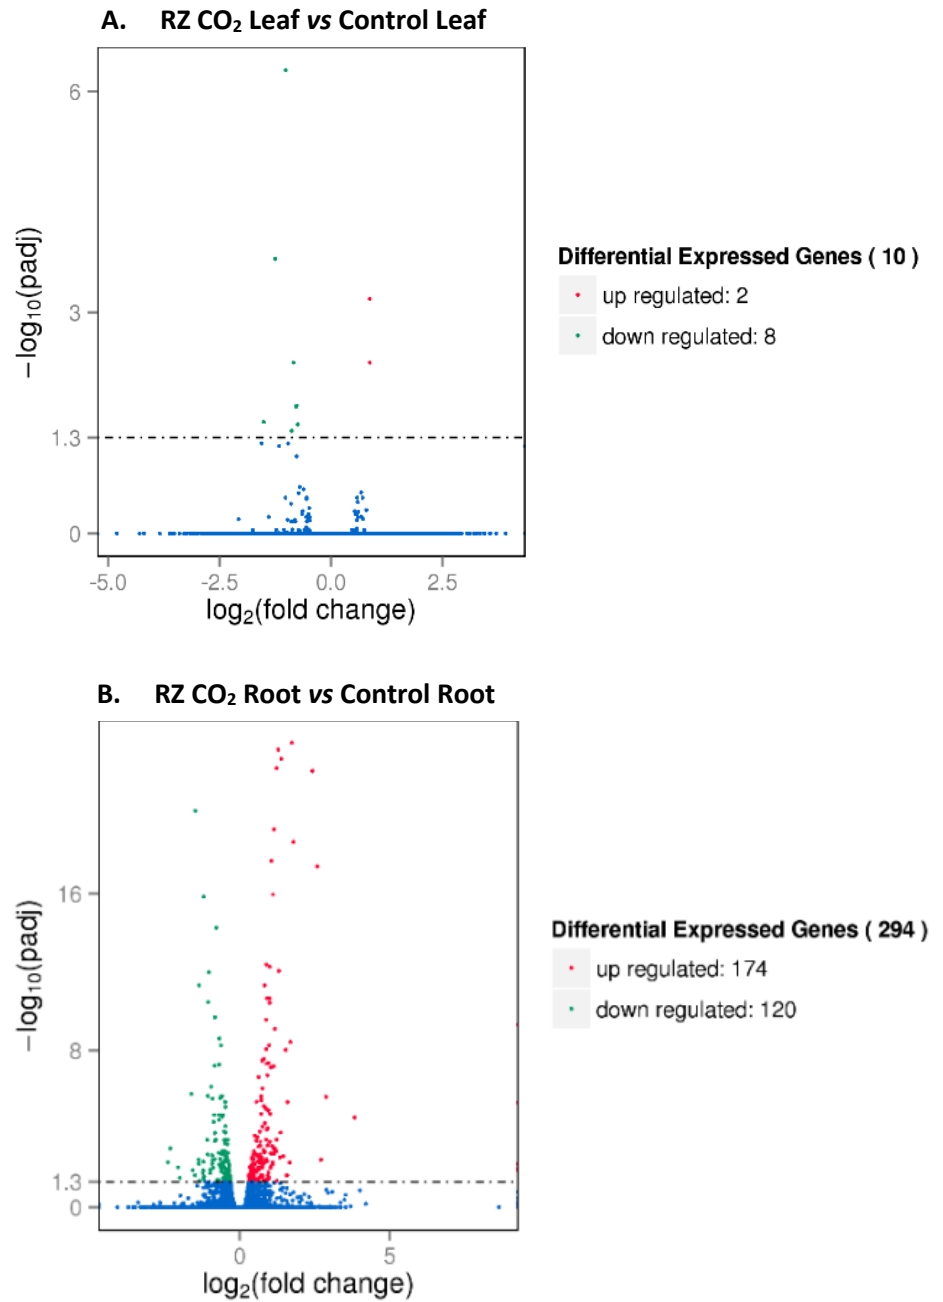 A. RZ CO₂ Leaf vs Control Leaf
6
3
1.3
0
−log₁₀(padj)
-5.0 -2.5 0.0 2.5
log₂(fold change)
Differential Expressed Genes ( 10 )
up regulated: 2
down regulated: 8
B. RZ CO₂ Root vs Control Root
16
8
1.3
0
−log₁₀(padj)
0 5
log₂(fold change)
Differential Expressed Genes ( 294 )
up regulated: 174
down regulated: 120